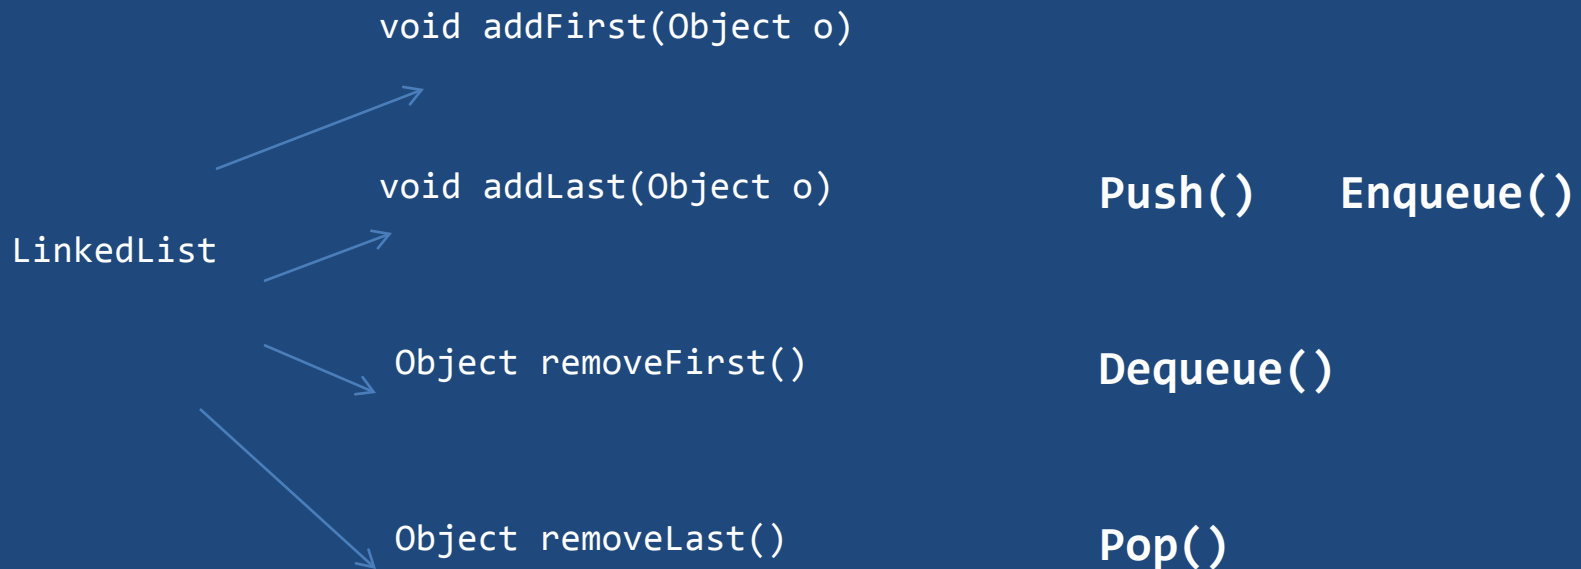 void addFirst(Object o)
void addLast(Object o) Push() Enqueue()
LinkedList
Object removeFirst() Dequeue()
Object removeLast() Pop()